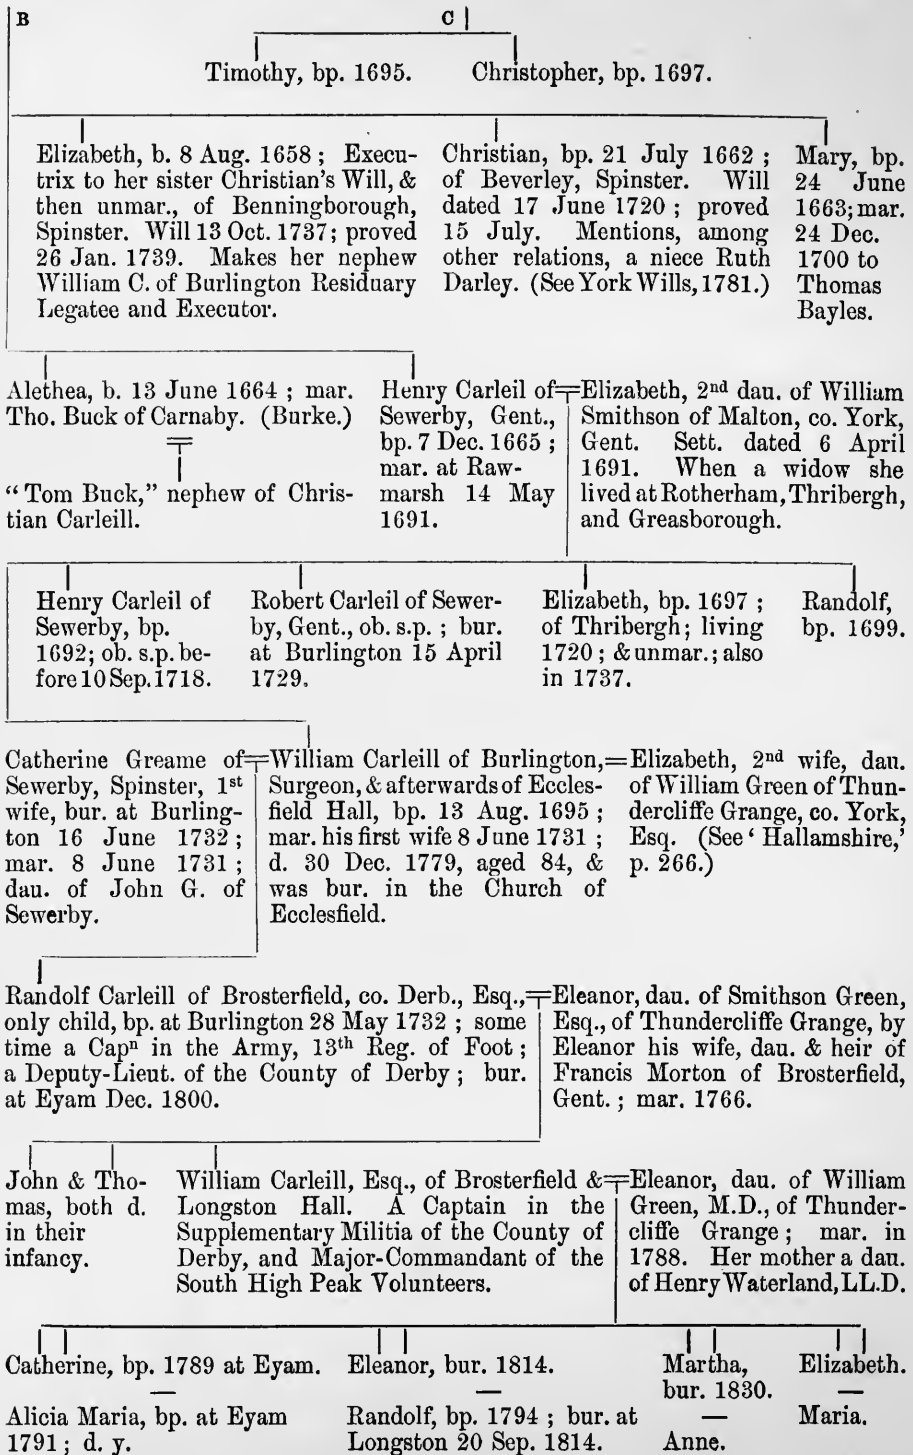 B
C
Timothy, bp. 1695.
Christopher, bp. 1697.
Elizabeth, b. 8 Aug. 1658 ; Execu-
trix to her sister Christian's Will, &
then unmar., of Benningborough,
Spinster. Will 13 Oct. 1737; proved
26 Jan. 1739. Makes her nephew
William C. of Burlington Residuary
Legatee and Executor.
Christian, bp. 21 July 1662 ;
of Beverley, Spinster. Will
dated 17 June 1720 ; proved
15 July. Mentions, among
other relations, a niece Ruth
Darley. (See York Wills, 1781.)
Mary, bp.
24 June
1663; mar.
24 Dec.
1700 to
Thomas
Bayles.
Alethea, b. 13 June 1664 ; mar.
Tho. Buck of Carnaby. (Burke.)
"Tom Buck," nephew of Chris-
tian Carleill.
Henry Carleil of
Sewerby, Gent.,
bp. 7 Dec. 1665 ;
mar. at Raw-
marsh 14 May
1691.
Elizabeth, 2nd dau. of William
Smithson of Malton, co. York,
Gent. Sett. dated 6 April
1691. When a widow she
lived at Rotherham, Thribergh,
and Greasborough.
Henry Carleil of
Sewerby, bp.
1692; ob. s.p. be-
fore 10 Sep. 1718.
Robert Carleil of Sewer-
by, Gent., ob. s.p. ; bur.
at Burlington 15 April
1729.
Elizabeth, bp. 1697 ;
of Thribergh; living
1720 ; & unmar.; also
in 1737.
Randolf,
bp. 1699.
Catherine Greame of
Sewerby, Spinster, 1st
wife, bur. at Burling-
ton 16 June 1732 ;
mar. 8 June 1731 ;
dau. of John G. of
Sewerby.
William Carleill of Burlington,
Surgeon, & afterwards of Eccles-
field Hall, bp. 13 Aug. 1695 ;
mar. his first wife 8 June 1731 ;
d. 30 Dec. 1779, aged 84, &
was bur. in the Church of
Ecclesfield.
Elizabeth, 2nd wife, dau.
of William Green of Thun-
dercliffe Grange, co. York,
Esq. (See 'Hallamshire,'
p. 266.)
Randolf Carleill of Brosterfield, co. Derb., Esq.,
only child, bp. at Burlington 28 May 1732 ; some
time a Capn in the Army, 13th Reg. of Foot ;
a Deputy-Lieut. of the County of Derby ; bur.
at Eyam Dec. 1800.
Eleanor, dau. of Smithson Green,
Esq., of Thundercliffe Grange, by
Eleanor his wife, dau. & heir of
Francis Morton of Brosterfield,
Gent. ; mar. 1766.
John & Tho-
mas, both d.
in their
infancy.
William Carleill, Esq., of Brosterfield &
Longston Hall. A Captain in the
Supplementary Militia of the County of
Derby, and Major-Commandant of the
South High Peak Volunteers.
Eleanor, dau. of William
Green, M.D., of Thunder-
cliffe Grange ; mar. in
1788. Her mother a dau.
of Henry Waterland, LL.D.
Catherine, bp. 1789 at Eyam.
—
Alicia Maria, bp. at Eyam
1791 ; d. y.
Eleanor, bur. 1814.
—
Randolf, bp. 1794 ; bur. at
Longston 20 Sep. 1814.
Martha,
bur. 1830.
—
Anne.
Elizabeth.
—
Maria.